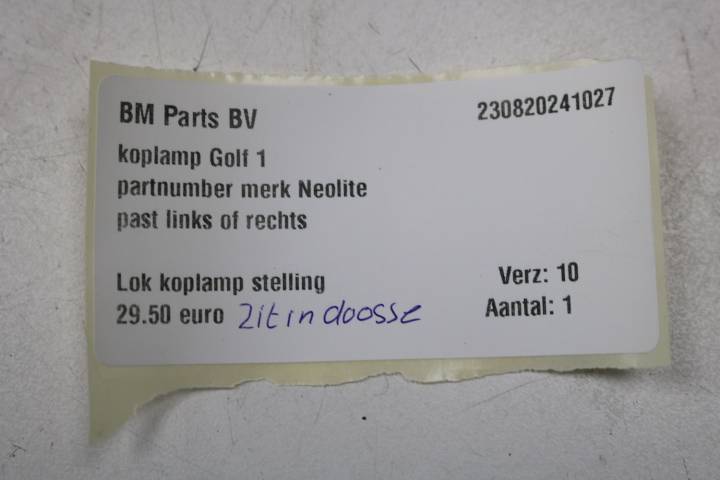 BM Parts BV
230820241027
koplamp Golf 1
partnumber merk Neolite
past links of rechts
Lok koplamp stelling
Verz: 10
29.50 euro zit in doosse
Aantal: 1